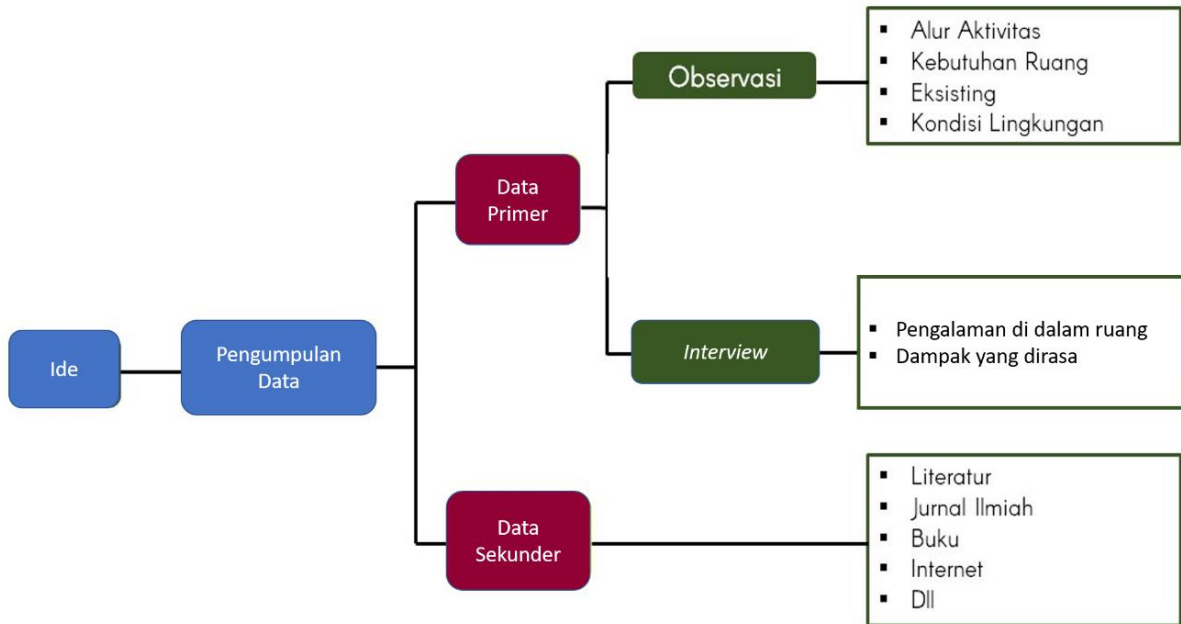 Ide
Pengumpulan
Data
Data
Primer
Observasi
▪ Alur Aktivitas
▪ Kebutuhan Ruang
▪ Eksisting
▪ Kondisi Lingkungan
Interview
▪ Pengalaman di dalam ruang
▪ Dampak yang dirasa
Data
Sekunder
▪ Literatur
▪ Jurnal Ilmiah
▪ Buku
▪ Internet
▪ Dll